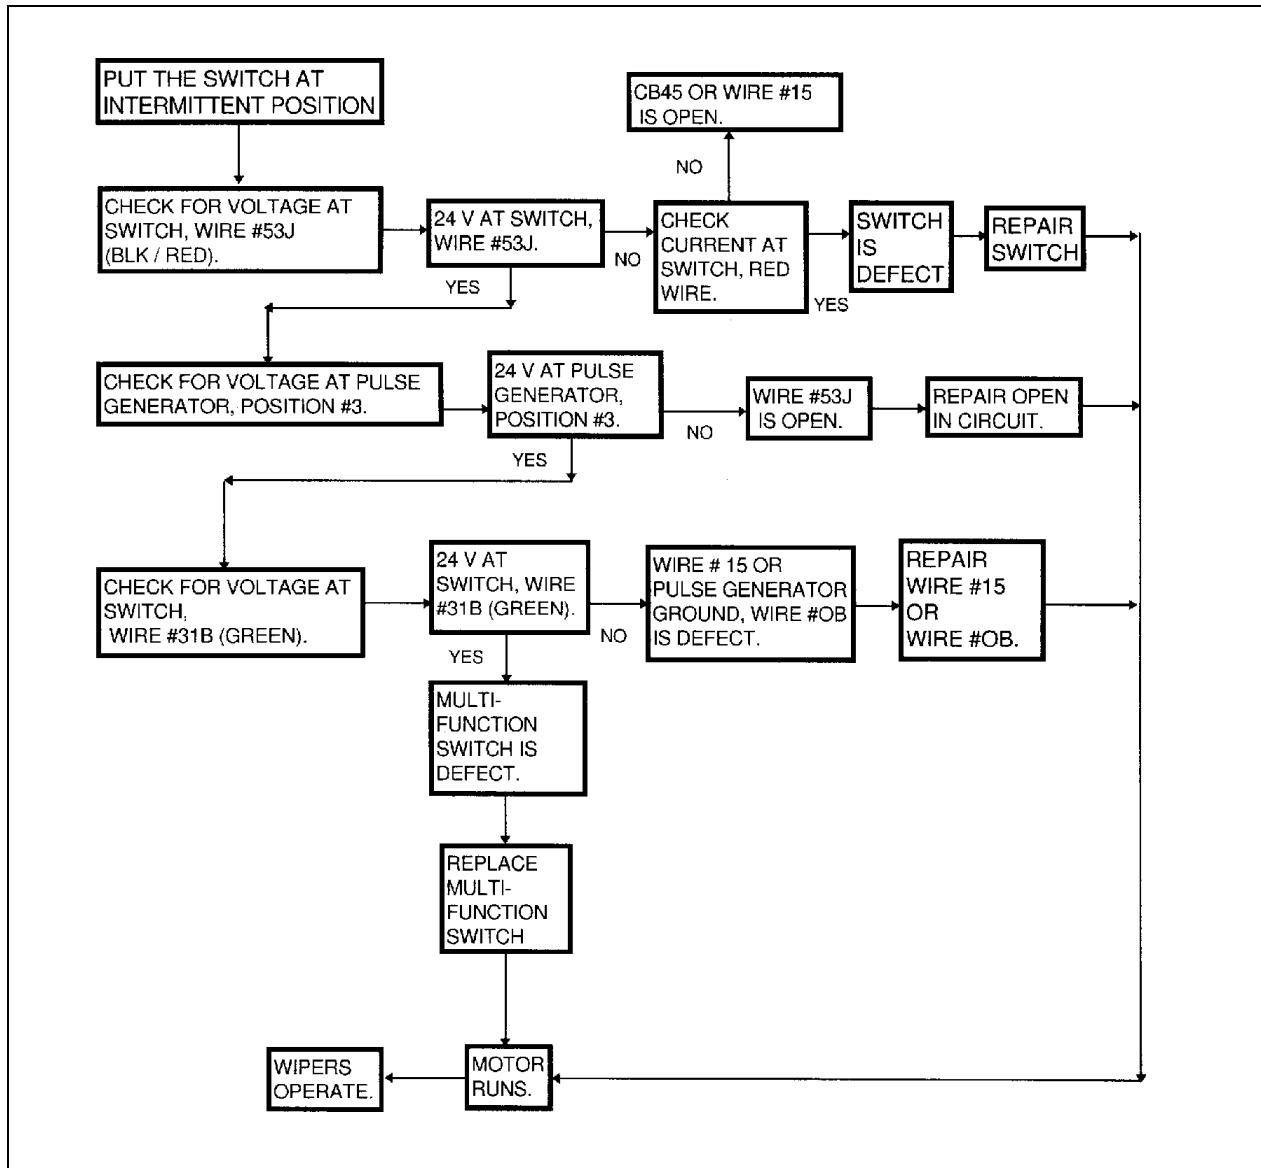 PUT THE SWITCH AT
INTERMITTENT POSITION
CB45 OR WIRE #15
IS OPEN.
NO
CHECK FOR VOLTAGE AT
SWITCH, WIRE #53J
(BLK / RED).
24 V AT SWITCH,
WIRE #53J.
NO
YES
CHECK
CURRENT AT
SWITCH, RED
WIRE.
YES
SWITCH
IS
DEFECT
REPAIR
SWITCH
CHECK FOR VOLTAGE AT PULSE
GENERATOR, POSITION #3.
24 V AT PULSE
GENERATOR,
POSITION #3.
NO
YES
WIRE #53J
IS OPEN.
REPAIR OPEN
IN CIRCUIT.
CHECK FOR VOLTAGE AT
SWITCH,
WIRE #31B (GREEN).
24 V AT
SWITCH, WIRE
#31B (GREEN).
NO
YES
WIRE # 15 OR
PULSE GENERATOR
GROUND, WIRE #OB
IS DEFECT.
REPAIR
WIRE #15
OR
WIRE #OB.
MULTI-
FUNCTION
SWITCH IS
DEFECT.
REPLACE
MULTI-
FUNCTION
SWITCH
WIPERS
OPERATE.
MOTOR
RUNS.